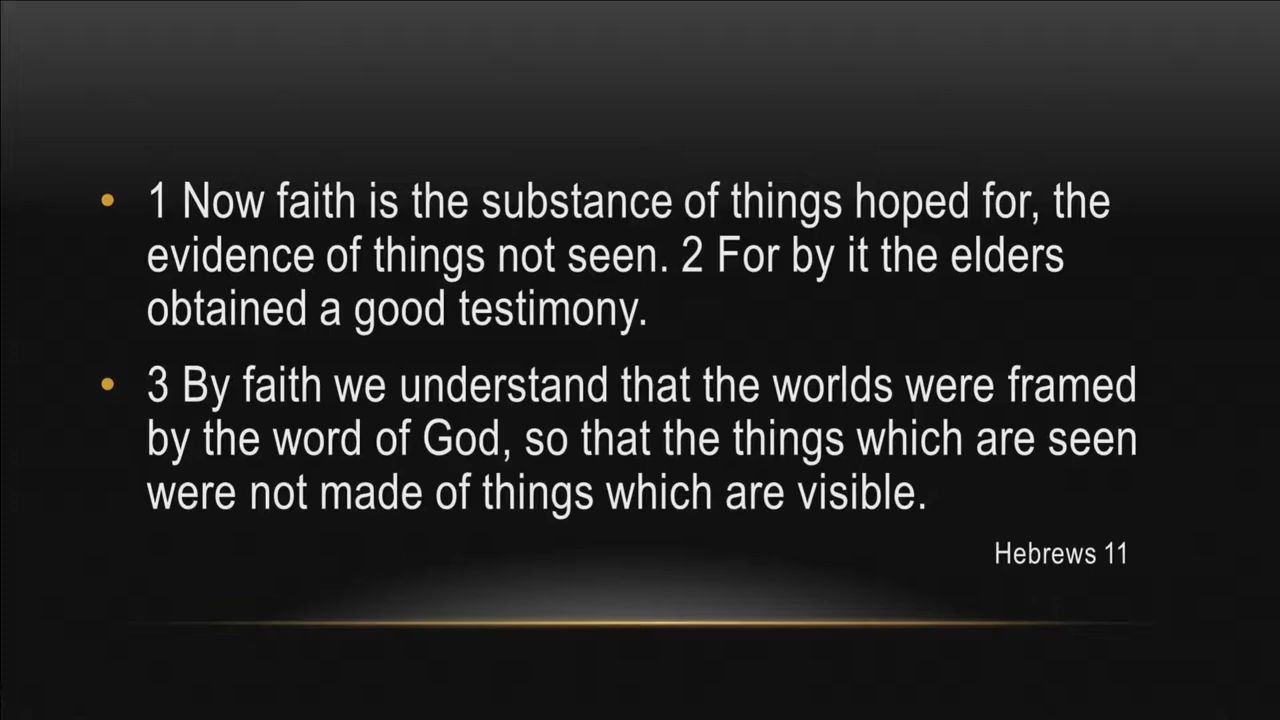 • 1 Now faith is the substance of things hoped for, the
evidence of things not seen. 2 For by it the elders
obtained a good testimony.
• 3 By faith we understand that the worlds were framed
by the word of God, so that the things which are seen
were not made of things which are visible.
Hebrews 11